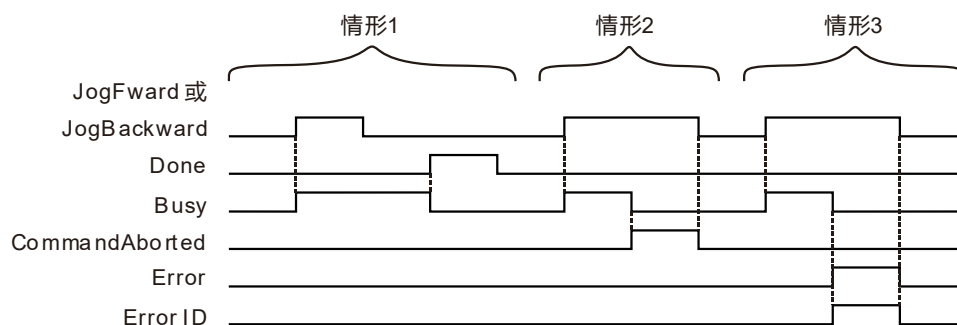 情形1 情形2 情形3
JogFward 或
JogBackward
Done
Busy
CommandAborted
Error
Error ID